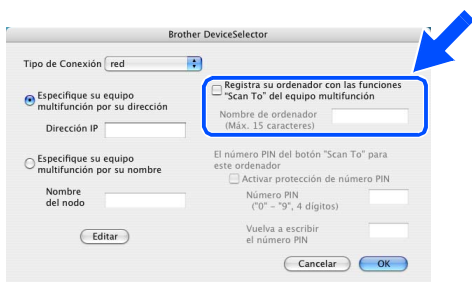 Brother DeviceSelector
Tipo de Conexión
red
Especifique su equipo
multifunción por su dirección
Dirección IP
Especifique su equipo
multifunción por su nombre
Nombre
del nodo
Editar
Registra su ordenador con las funciones
"Scan To" del equipo multifunción
Nombre de ordenador
(Máx. 15 caracteres)
El número PIN del botón "Scan To" para
este ordenador
Activar protección de número PIN
Número PIN
("0" – "9", 4 dígitos)
Vuelva a escribir
el número PIN
Cancelar
OK